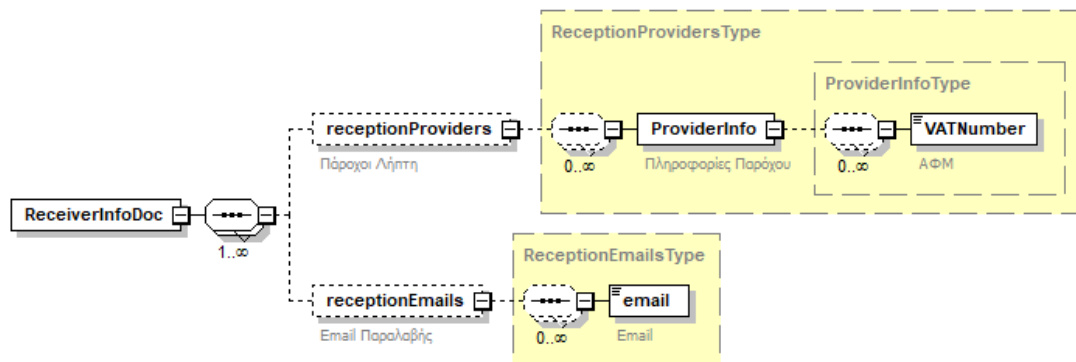 ReceptionProvidersType
ProviderInfoType
receptionProviders
ProviderInfo
VATNumber
0..∞
0..∞
Πάροχοι Λήπτη
Πληροφορίες Παρόχου
ΑΦΜ
ReceiverInfoDoc
1..∞
ReceptionEmailsType
receptionEmails
email
0..∞
Email Παραλαβής
Email